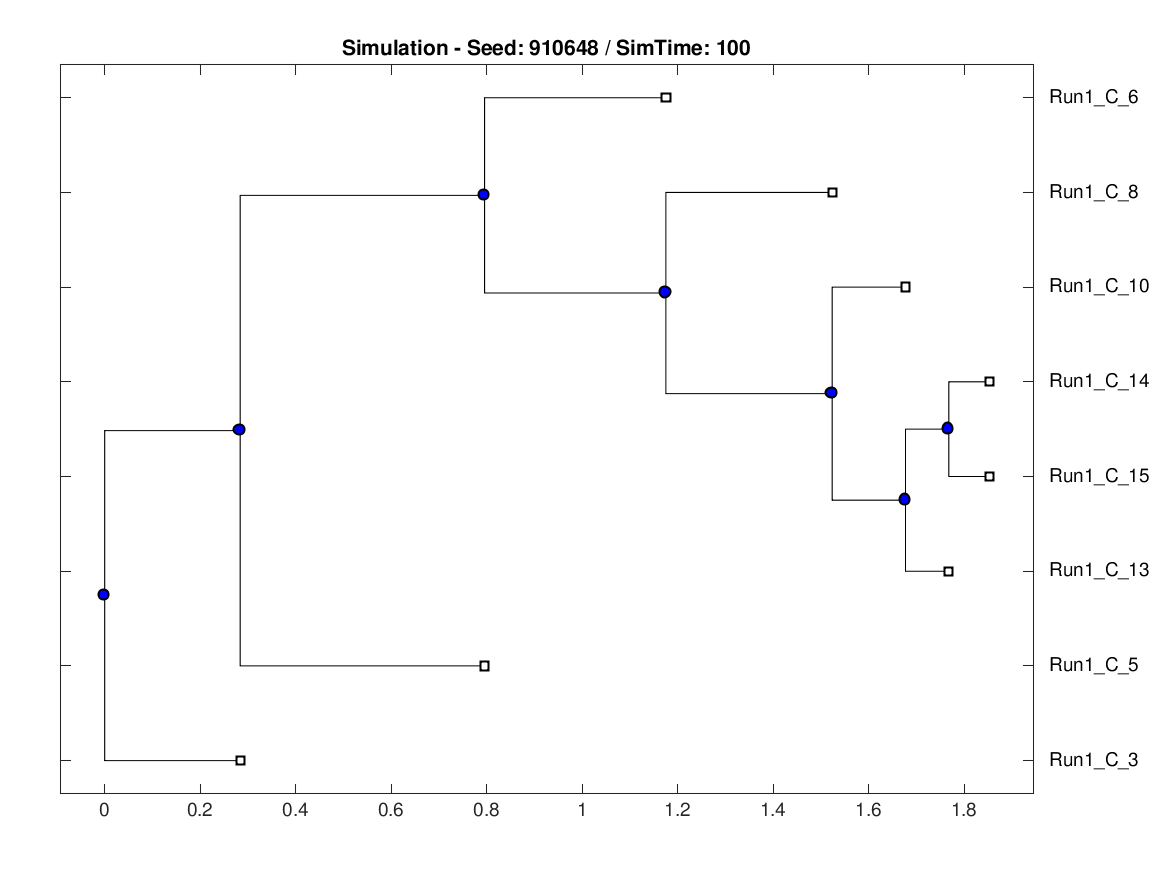 Simulation - Seed: 910648 / SimTime: 100
Run1_C_6
Run1_C_8
Run1_C_10
Run1_C_14
Run1_C_15
Run1_C_13
Run1_C_5
Run1_C_3
0 0.2 0.4 0.6 0.8 1 1.2 1.4 1.6 1.8